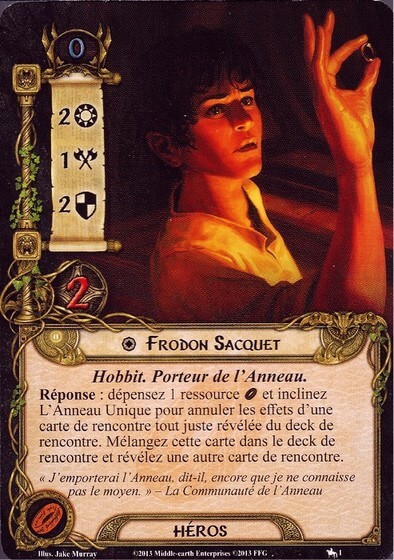 0
2
1
2
2
Frodon Sacquet
Hobbit. Porteur de l'Anneau.
Réponse : dépensez 1 ressource et inclinez
L'Anneau Unique pour annuler les effets d'une
carte de rencontre tout juste révélée du deck de
rencontre. Mélangez cette carte dans le deck de
rencontre et révélez une autre carte de rencontre.
« J'emporterai l'Anneau, dit-il, encore que je ne connaisse
pas le moyen. » – La Communauté de l'Anneau
HÉROS
Illus. Jake Murray ©2013 Middle-earth Enterprises ©2013 FFG 1